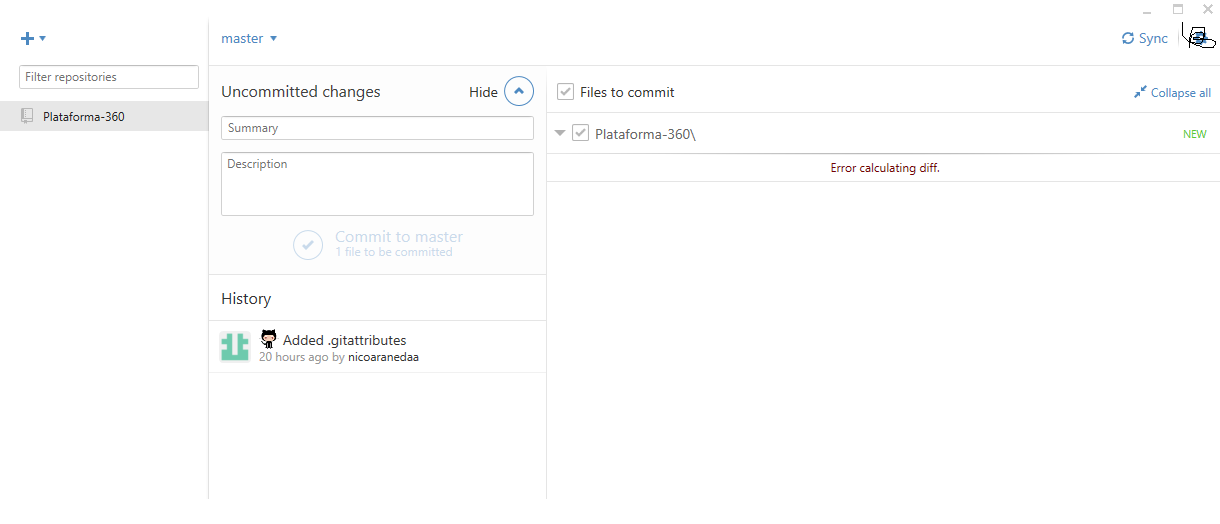 master
Sync
Filter repositories
Plataforma-360
Uncommitted changes
Hide
Summary
Description
Commit to master
1 file to be committed
History
Added .gitattributes
20 hours ago by nicoaranedaa
Files to commit
Collapse all
Plataforma-360\
NEW
Error calculating diff.